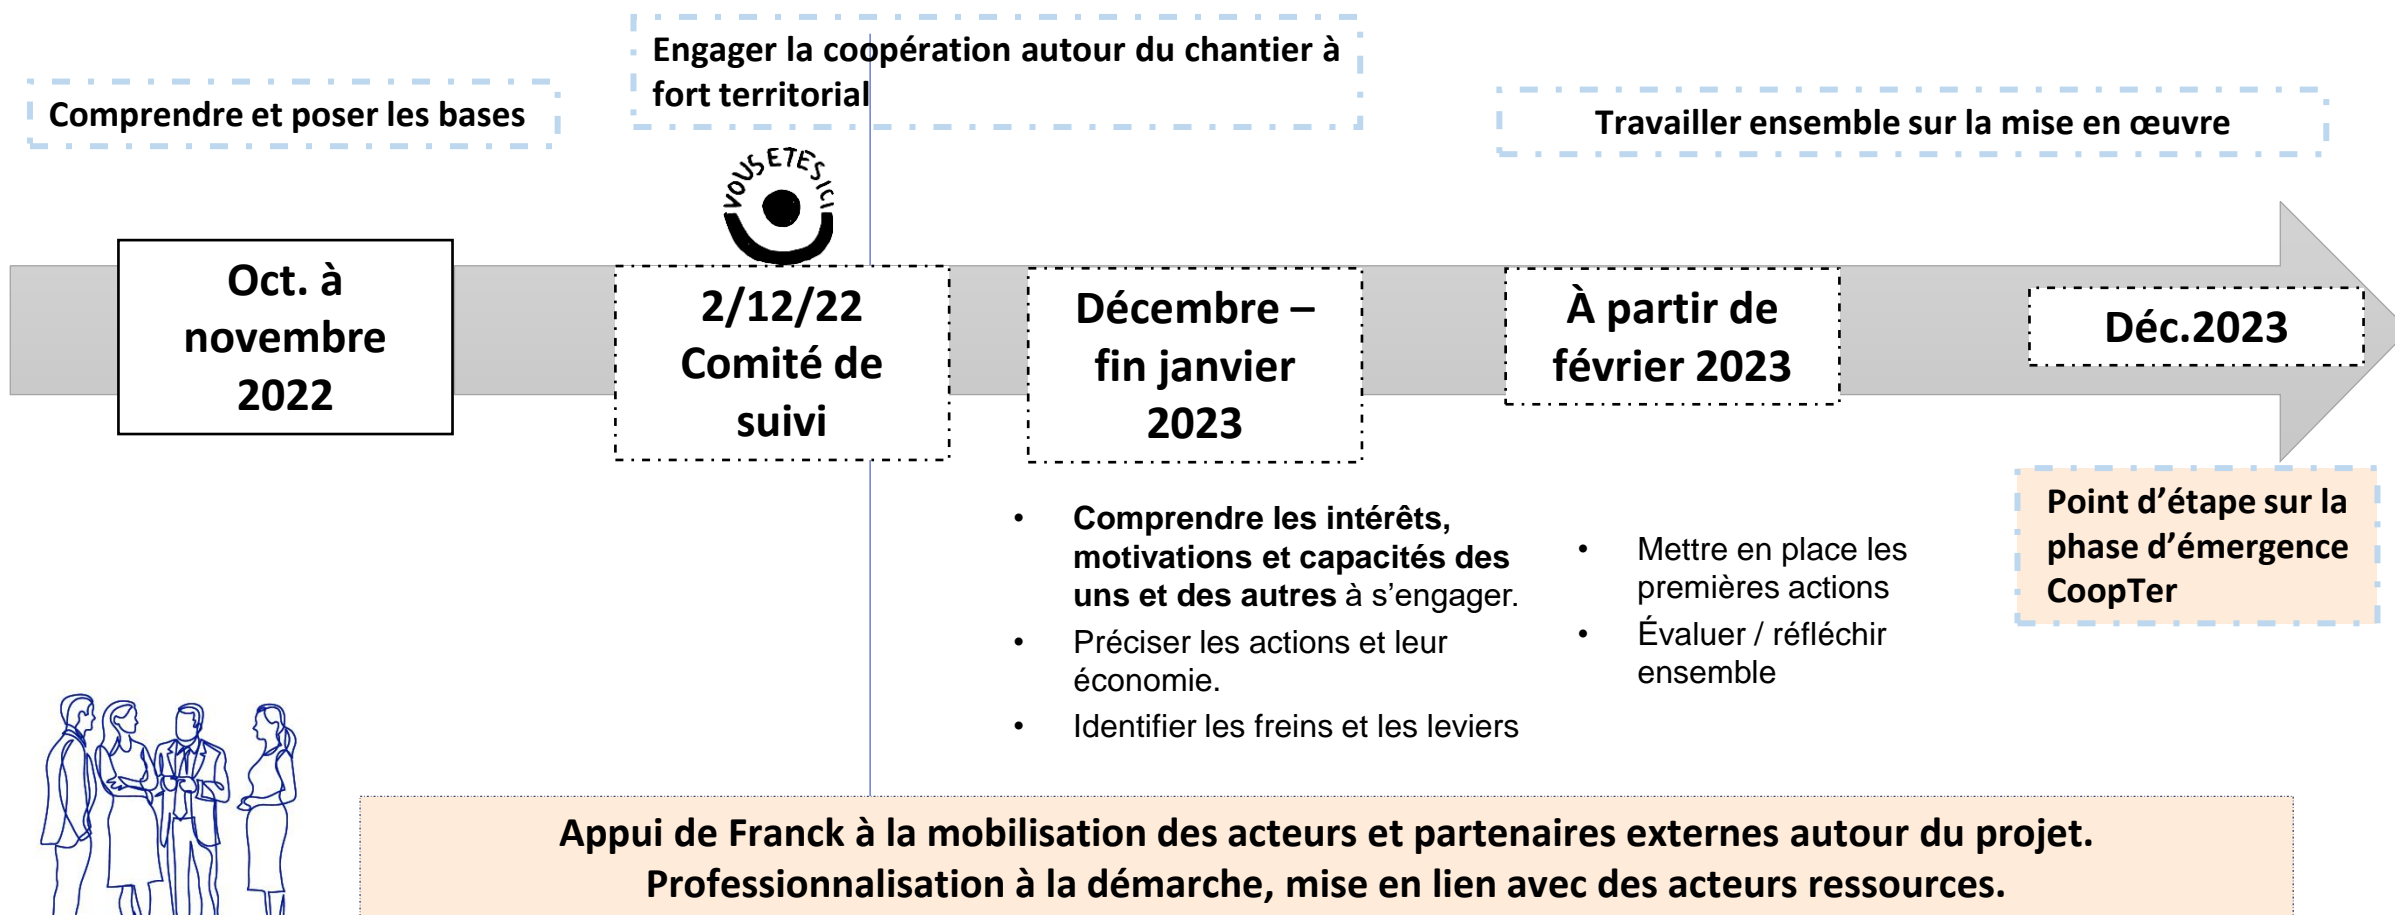 Comprendre et poser les bases
Engager la coopération autour du chantier à
fort territorial
Travailler ensemble sur la mise en œuvre
VOUS ETES ICI
Oct. à
novembre
2022
2/12/22
Comité de
suivi
Décembre –
fin janvier
2023
À partir de
février 2023
Déc.2023
• Comprendre les intérêts,
motivations et capacités des
uns et des autres à s’engager.
• Préciser les actions et leur
économie.
• Identifier les freins et les leviers
• Mettre en place les
premières actions
• Évaluer / réfléchir
ensemble
Point d’étape sur la
phase d’émergence
CoopTer
Appui de Franck à la mobilisation des acteurs et partenaires externes autour du projet.
Professionnalisation à la démarche, mise en lien avec des acteurs ressources.